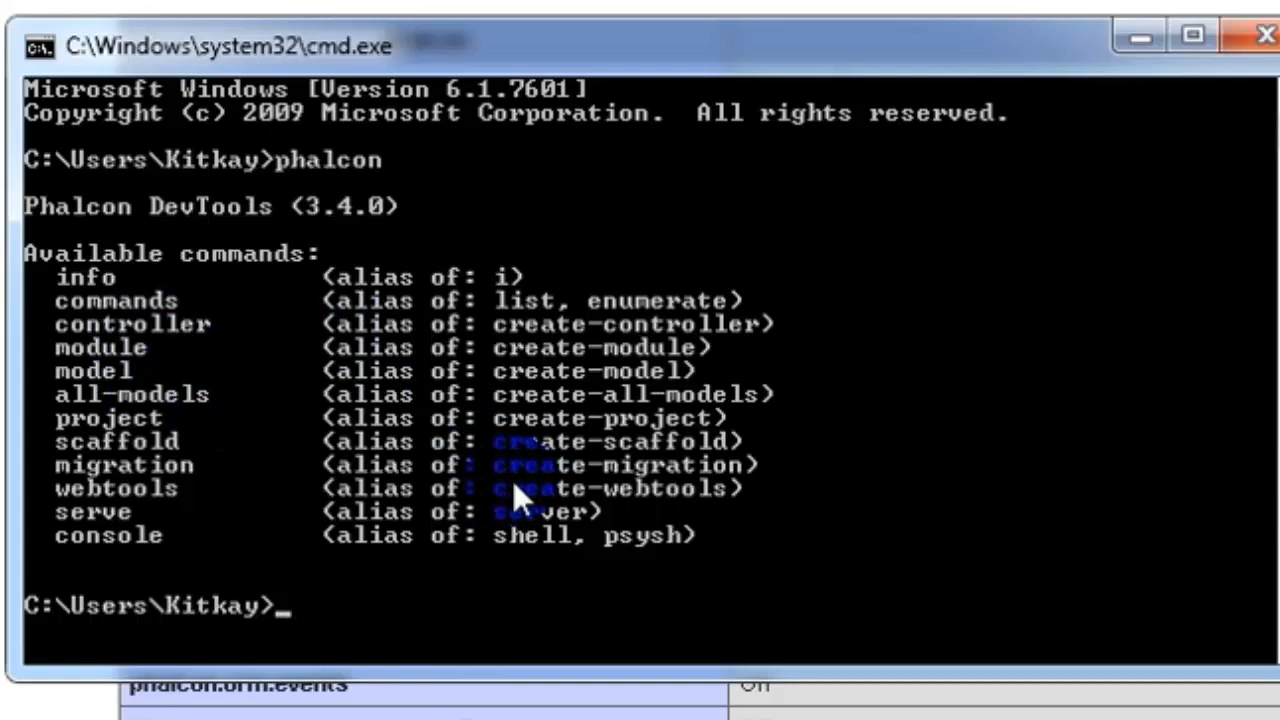 C:\Windows\system32\cmd.exe
Microsoft Windows [Version 6.1.7601]
Copyright (c) 2009 Microsoft Corporation.  All rights reserved.
C:\Users\Kitkay>phalcon
Phalcon DevTools (3.4.0)
Available commands:
info (alias of: i)
commands (alias of: list, enumerate)
controller (alias of: create-controller)
module (alias of: create-module)
model (alias of: create-model)
all-models (alias of: create-all-models)
project (alias of: create-project)
scaffold (alias of: create-scaffold)
migration (alias of: create-migration)
webtools (alias of: create-webtools)
serve (alias of: server)
console (alias of: shell, psysh)
C:\Users\Kitkay>_
phalcon.orm.events Off